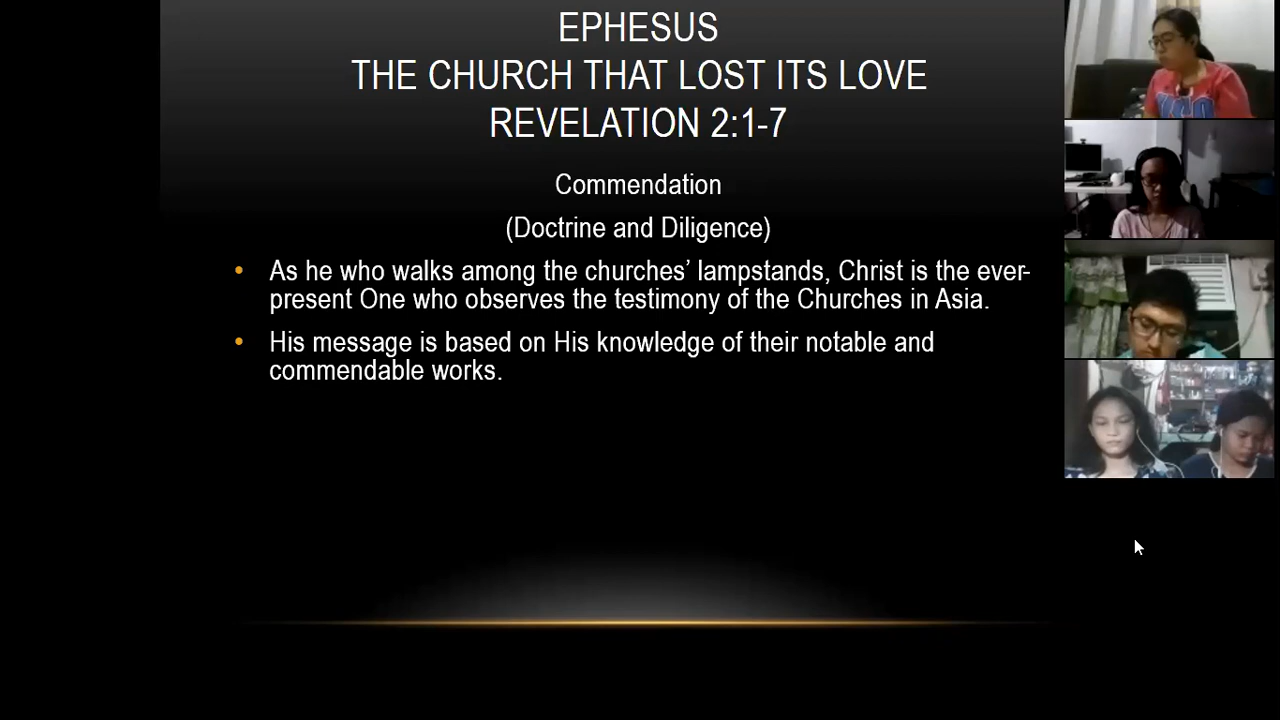 EPHESUS
THE CHURCH THAT LOST ITS LOVE
REVELATION 2:1-7
Commendation
(Doctrine and Diligence)
• As he who walks among the churches’ lampstands, Christ is the ever-
present One who observes the testimony of the Churches in Asia.
• His message is based on His knowledge of their notable and
commendable works.